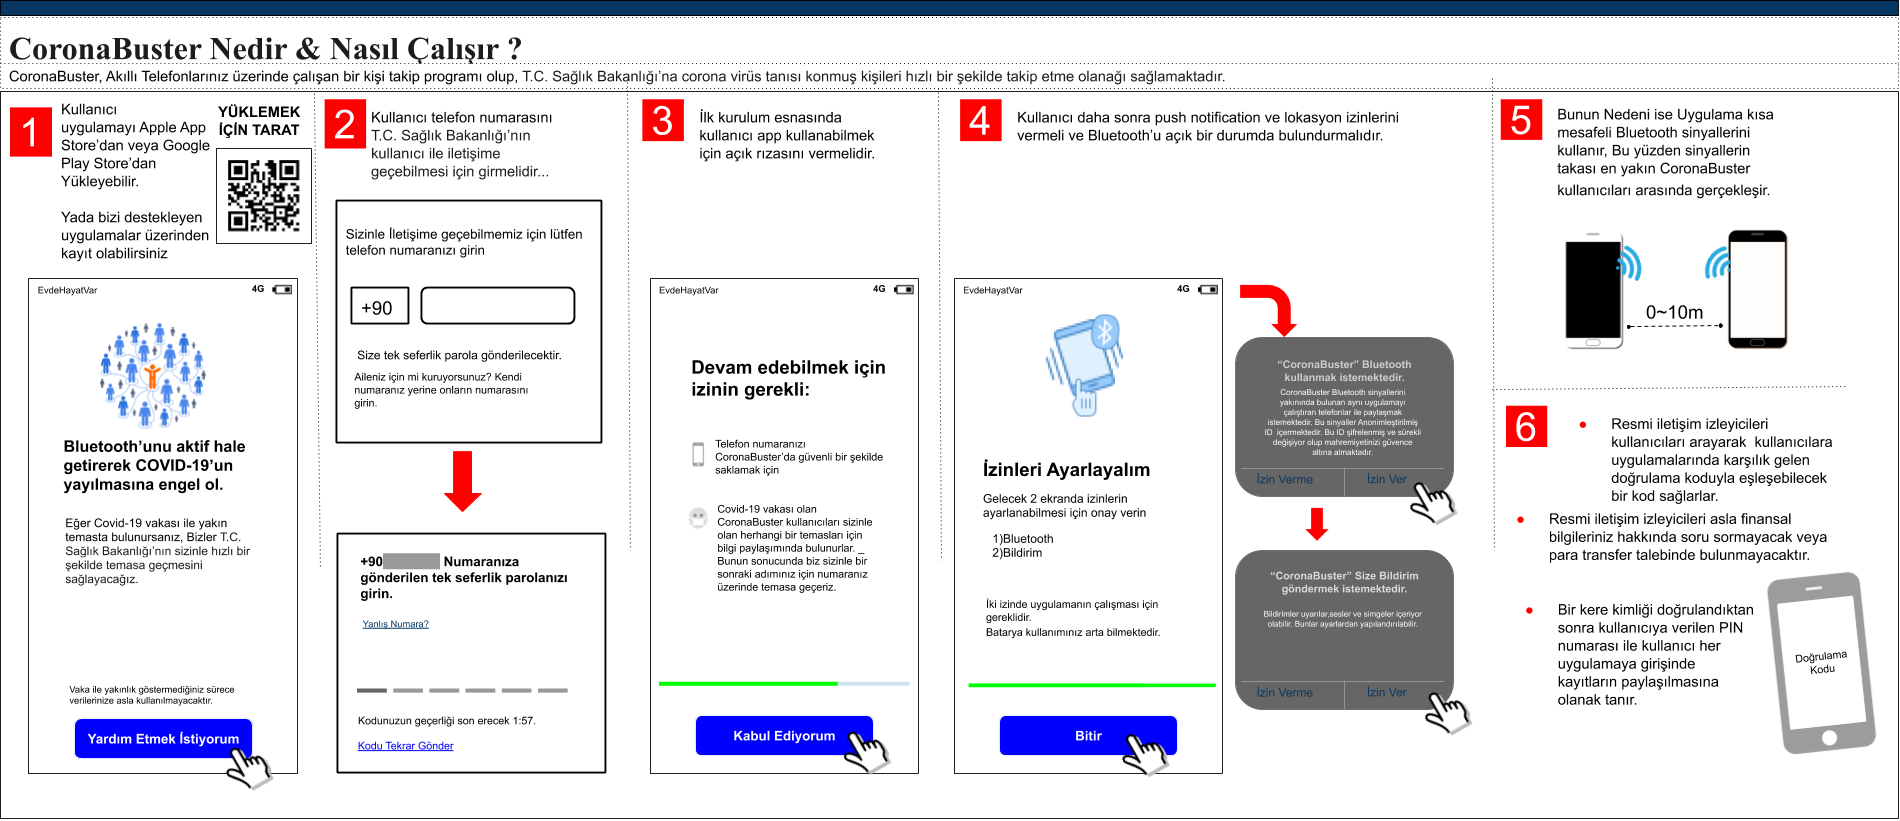 CoronaBuster Nedir & Nasıl Çalışır ?
CoronaBuster, Akıllı Telefonlarınız üzerinde çalışan bir kişi takip programı olup, T.C. Sağlık Bakanlığı’na corona virüs tanısı konmuş kişileri hızlı bir şekilde takip etme olanağı sağlamaktadır.
1
Kullanıcı
uygulamayı Apple App
Store’dan veya Google
Play Store’dan
Yükleyebilir.
Yada bizi destekleyen
uygulamalar üzerinden
kayıt olabilirsiniz
YÜKLEMEK
İÇİN TARAT
EvdeHayatVar
4G
Bluetooth’unu aktif hale
getirerek COVID-19’un
yayılmasına engel ol.
Eğer Covid-19 vakası ile yakın
temasta bulunursanız, Bizler T.C.
Sağlık Bakanlığı’nın sizinle hızlı bir
şekilde temasa geçmesini
sağlayacağız.
Vaka ile yakınlık göstermediğiniz sürece
verilerinize asla kullanılmayacaktır.
Yardım Etmek İstiyorum
2
Kullanıcı telefon numarasını
T.C. Sağlık Bakanlığı’nın
kullanıcı ile iletişime
geçebilmesi için girmelidir...
Sizinle İletişime geçebilmemiz için lütfen
telefon numaranızı girin
+90
Size tek seferlik parola gönderilecektir.
Aileniz için mi kuruyorsunuz? Kendi
numaranız yerine onların numarasını
girin.
+90 Numaranıza
gönderilen tek seferlik parolanızı
girin.
Yanlış Numara?
Kodunuzun geçerliği son erecek 1:57.
Kodu Tekrar Gönder
3
İlk kurulum esnasında
kullanıcı app kullanabilmek
için açık rızasını vermelidir.
EvdeHayatVar
4G
Devam edebilmek için
izinin gerekli:
Telefon numaranızı
CoronaBuster’da güvenli bir şekilde
saklamak için
Covid-19 vakası olan
CoronaBuster kullanıcıları sizinle
olan herhangi bir temasları için
bilgi paylaşımında bulunurlar. _
Bunun sonucunda biz sizinle bir
sonraki adımınız için numaranız
üzerinde temasa geçeriz.
Kabul Ediyorum
4
Kullanıcı daha sonra push notification ve lokasyon izinlerini
vermeli ve Bluetooth’u açık bir durumda bulundurmalıdır.
EvdeHayatVar
4G
İzinleri Ayarlayalım
Gelecek 2 ekranda izinlerin
ayarlanabilmesi için onay verin
1)Bluetooth
2)Bildirim
İki izinde uygulamanın çalışması için
gereklidir.
Batarya kullanımınız arta bilmektedir.
Bitir
“CoronaBuster” Bluetooth
kullanmak istemektedir.
CoronaBuster Bluetooth sinyallerini
yakınında bulunan aynı uygulamayı
çalıştıran telefonlar ile paylaşmak
istemektedir. Bu sinyaller Anonimleştirilmiş
ID içermektedir. Bu ID şifrelenmiş ve sürekli
değişiyor olup mahremiyetinizi güvence
altına almaktadır.
İzin Verme
İzin Ver
“CoronaBuster” Size Bildirim
göndermek istemektedir.
Bildirimler uyarılar,sesler ve simgeler içeriyor
olabilir. Bunlar ayarlardan yapılandırılabilir.
İzin Verme
İzin Ver
5
Bunun Nedeni ise Uygulama kısa
mesafeli Bluetooth sinyallerini
kullanır, Bu yüzden sinyallerin
takası en yakın CoronaBuster
kullanıcıları arasında gerçekleşir.
0~10m
6
● Resmi iletişim izleyicileri
kullanıcıları arayarak kullanıcılara
uygulamalarında karşılık gelen
doğrulama koduyla eşleşebilecek
bir kod sağlarlar.
● Resmi iletişim izleyicileri asla finansal
bilgileriniz hakkında soru sormayacak veya
para transfer talebinde bulunmayacaktır.
● Bir kere kimliği doğrulandıktan
sonra kullanıcıya verilen PIN
numarası ile kullanıcı her
uygulamaya girişinde
kayıtların paylaşılmasına
olanak tanır.
Doğrulama
Kodu